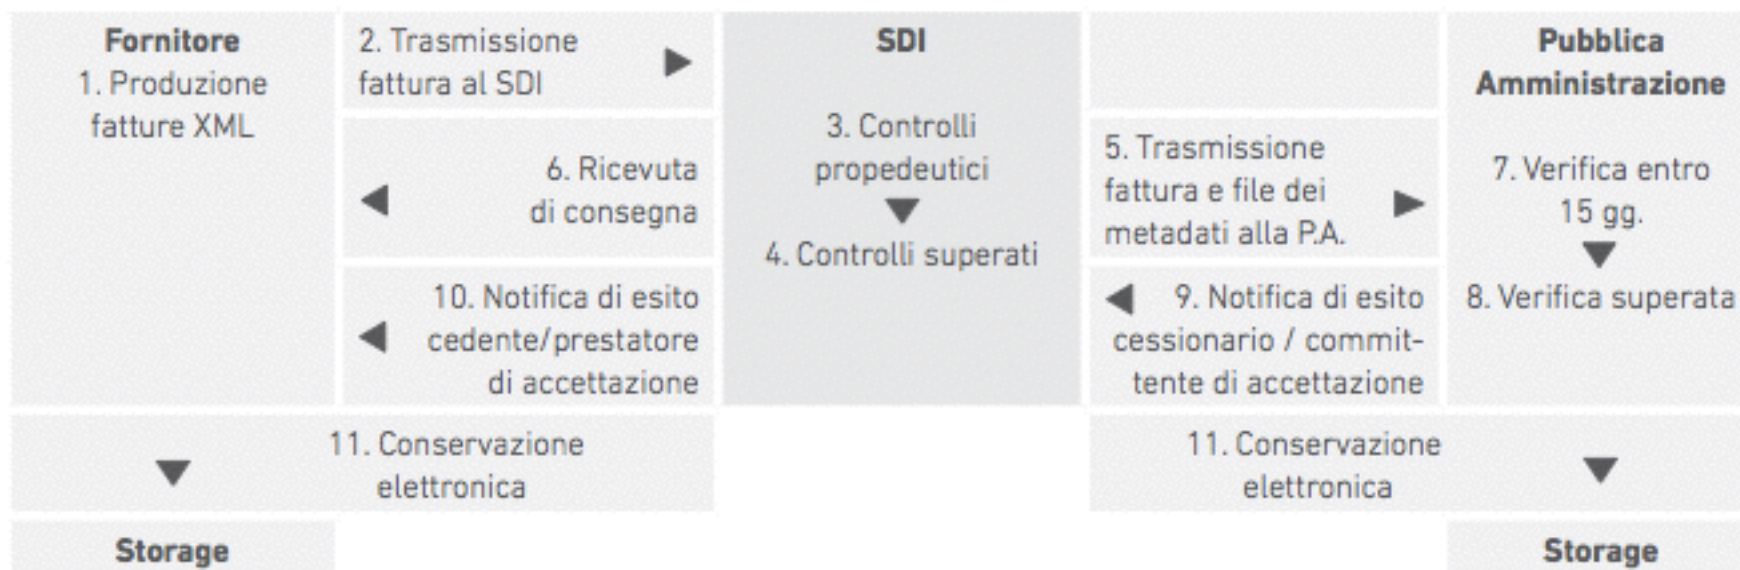 Fornitore
1. Produzione
fatture XML
2. Trasmissione
fattura al SDI
6. Ricevuta
di consegna
10. Notifica di esito
cedente/prestatore
di accettazione
SDI
3. Controlli
propedeutici
4. Controlli superati
5. Trasmissione
fattura e file dei
metadati alla P.A.
9. Notifica di esito
cessionario / commit-
tente di accettazione
Pubblica
Amministrazione
7. Verifica entro
15 gg.
8. Verifica superata
11. Conservazione
elettronica
11. Conservazione
elettronica
Storage
Storage